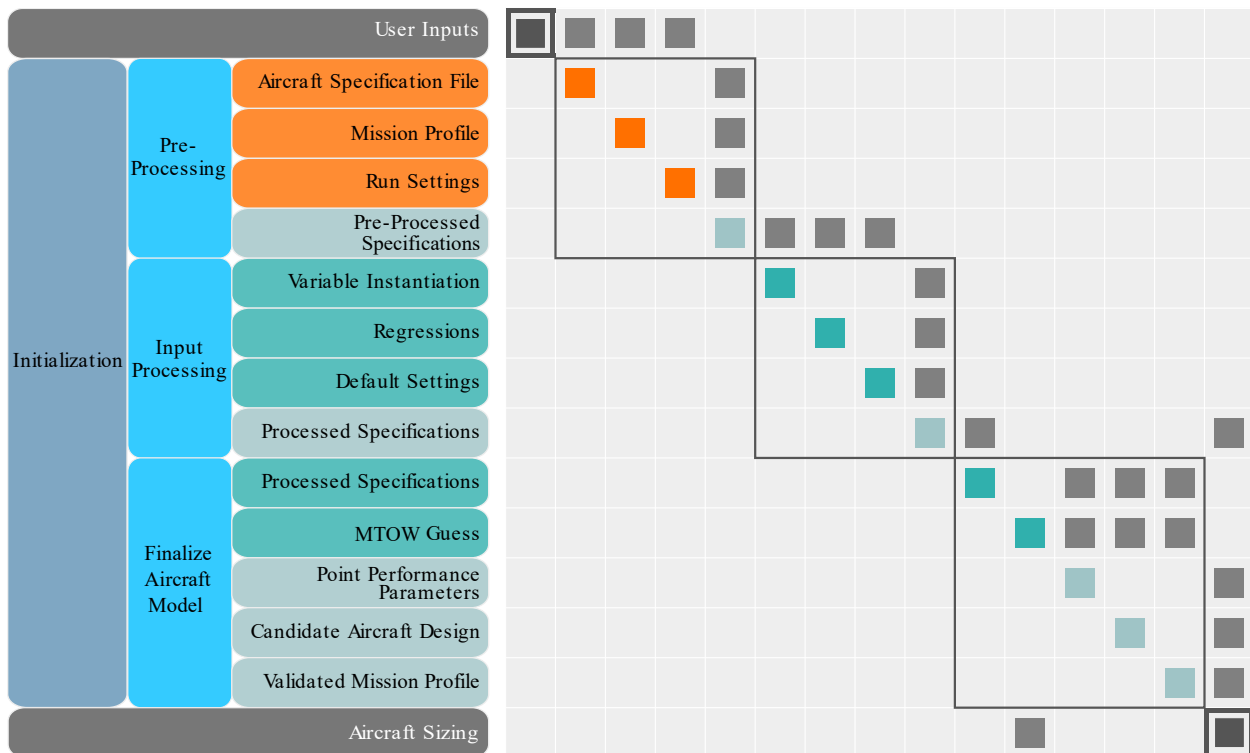 User Inputs
Initialization
Pre-
Processing
Aircraft Specification File
Mission Profile
Run Settings
Pre-Processed
Specifications
Input
Processing
Variable Instantiation
Regressions
Default Settings
Processed Specifications
Finalize
Aircraft
Model
Processed Specifications
MTOW Guess
Point Performance
Parameters
Candidate Aircraft Design
Validated Mission Profile
Aircraft Sizing